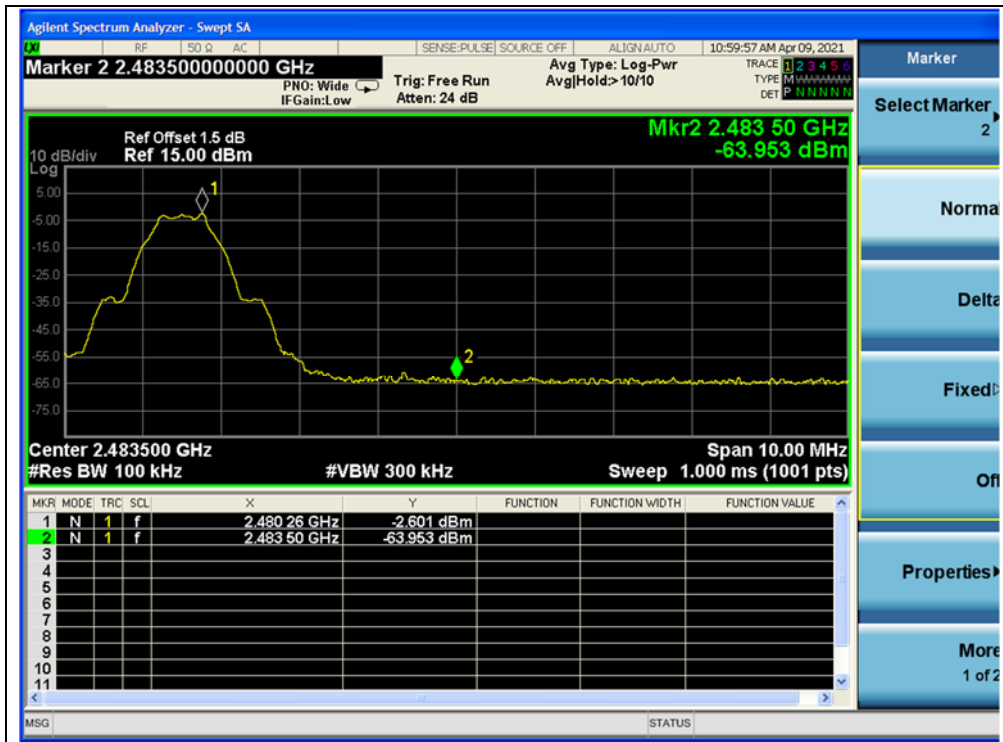 Agilent Spectrum Analyzer - Swept SA
LXI RF 50 Ω AC SENSE:PULSE SOURCE OFF ALIGN AUTO 10:59:57 AM Apr 09, 2021
Marker 2 2.483500000000 GHz
PNO: Wide
IFGain:Low
Trig: Free Run
Atten: 24 dB
Avg Type: Log-Pwr
Avg|Hold:> 10/10
TRACE 1 2 3 4 5 6
TYPE M WWWWW
DET P N N N N N
Mkr2 2.483 50 GHz
-63.953 dBm
Ref Offset 1.5 dB
10 dB/div Ref 15.00 dBm
Log
5.00
-5.00
-15.0
-25.0
-35.0
-45.0
-55.0
-65.0
-75.0
1
2
Center 2.483500 GHz Span 10.00 MHz
#Res BW 100 kHz #VBW 300 kHz Sweep 1.000 ms (1001 pts)
MKR MODE TRC SCL X Y FUNCTION FUNCTION WIDTH FUNCTION VALUE
1 N 1 f 2.480 26 GHz -2.601 dBm
2 N 1 f 2.483 50 GHz -63.953 dBm
3
4
5
6
7
8
9
10
11
MSG STATUS
Marker
Select Marker
2
Normal
Delta
Fixed
Off
Properties
More
1 of 2